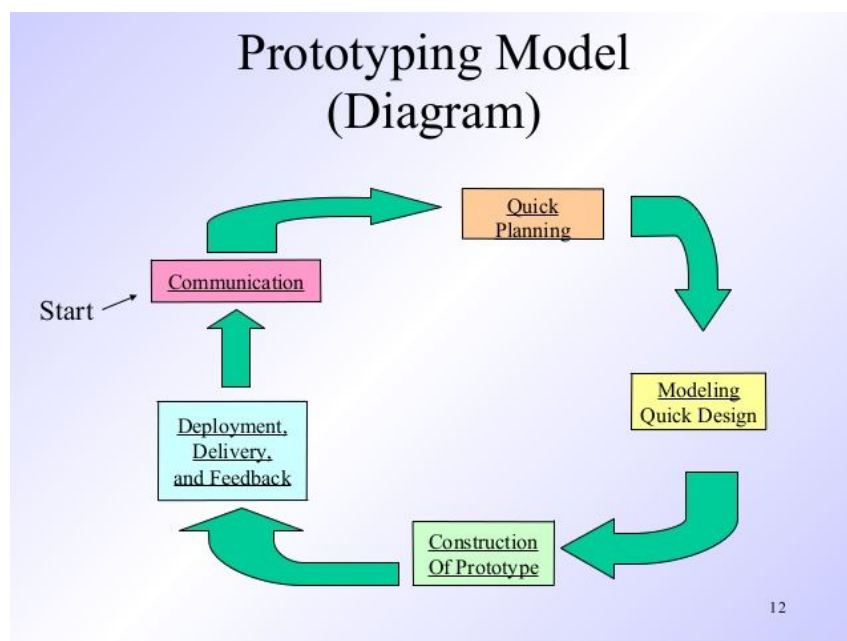 Prototyping Model
(Diagram)
Quick
Planning
Communication
Start
Modeling
Quick Design
Deployment,
Delivery,
and Feedback
Construction
Of Prototype
12